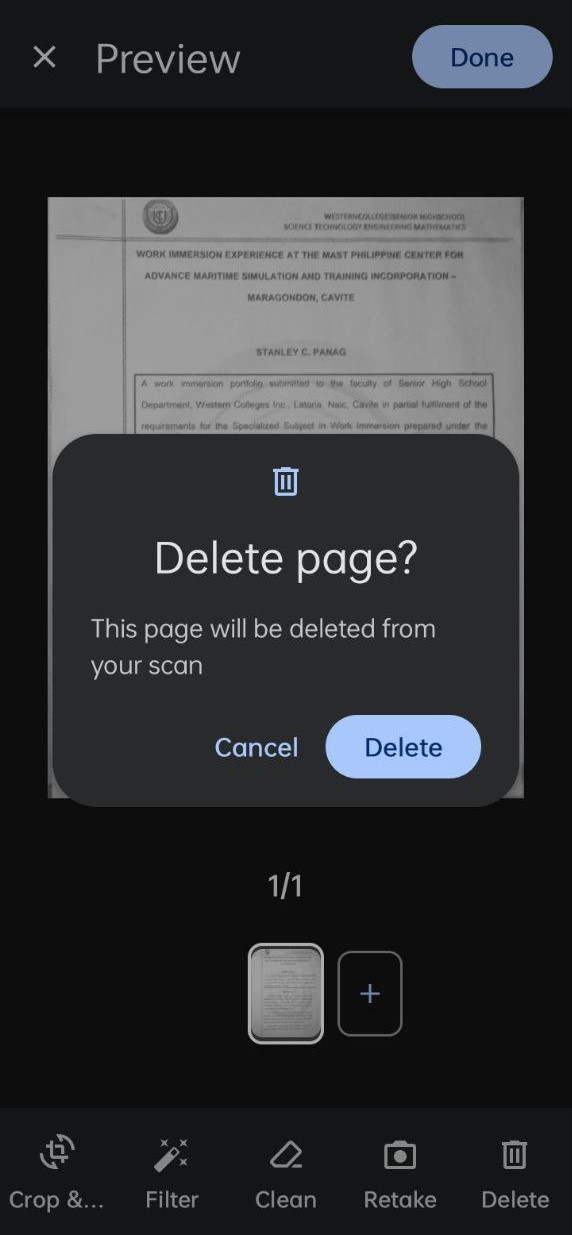 Preview
Done
WESTERNCOLLEGESSENIOR HIGHSCHOOL
SCIENCE TECHNOLOGY ENGINEERING MATHEMATICS
WORK IMMERSION EXPERIENCE AT THE MAST PHILIPPINE CENTER FOR
ADVANCE MARITIME SIMULATION AND TRAINING INCORPORATION –
MARAGONDON, CAVITE
STANLEY C. PANAG
A work immersion portfolio submitted to the faculty of Senior High School
Department, Western Colleges Inc., Latoria, Naic, Cavite in partial fulfilment of the
requirements for the Specialized Subject in Work Immersion prepared under the
Delete page?
This page will be deleted from
your scan
Cancel
Delete
1/1
Crop &...
Filter
Clean
Retake
Delete